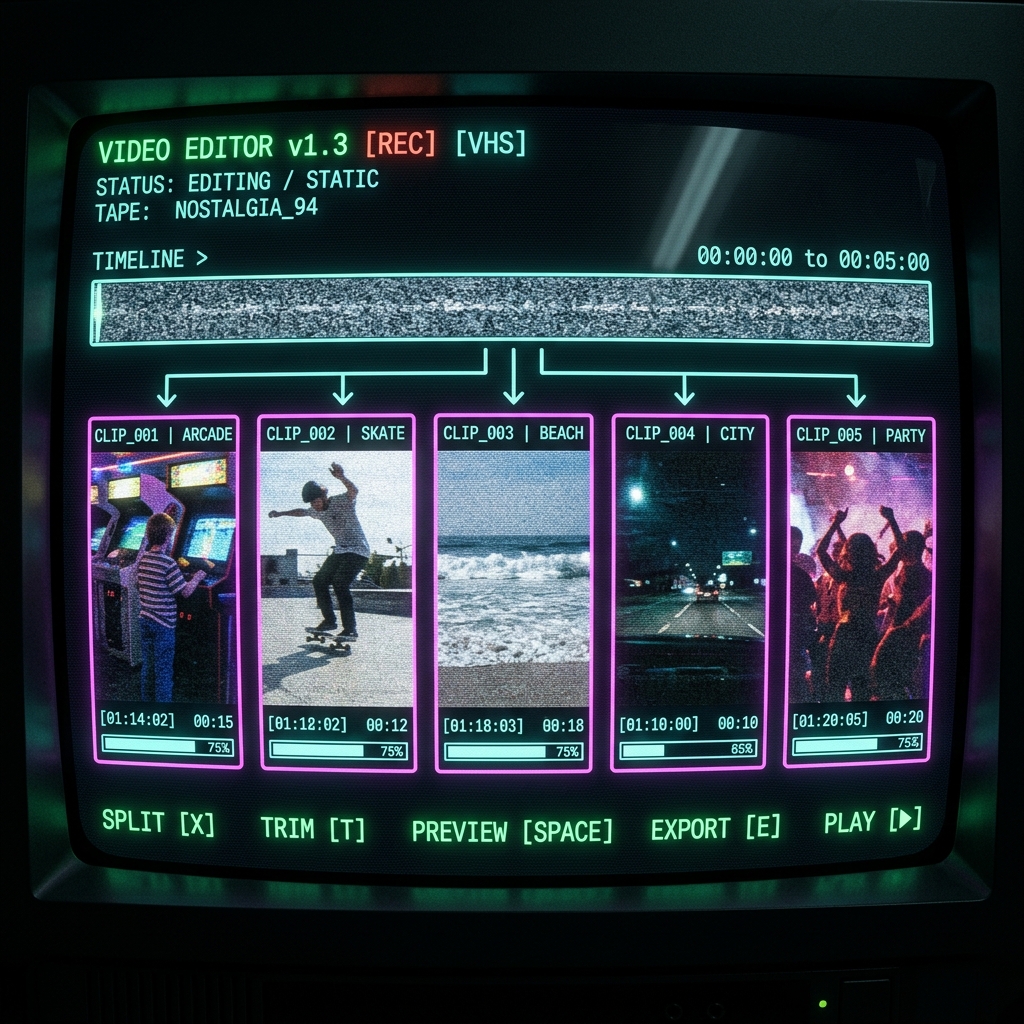 VIDEO EDITOR v1.3 [REC] [VHS]
STATUS: EDITING / STATIC
TAPE: NOSTALGIA_94
TIMELINE > 00:00:00 to 00:05:00
CLIP_001 | ARCADE
CLIP_002 | SKATE
CLIP_003 | BEACH
CLIP_004 | CITY
CLIP_005 | PARTY
[01:14:02] 00:15
75%
[01:12:02] 00:12
75%
[01:18:03] 00:18
75%
[01:10:00] 00:10
65%
[01:20:05] 00:20
75%
SPLIT [X] TRIM [T] PREVIEW [SPACE] EXPORT [E] PLAY [▶]